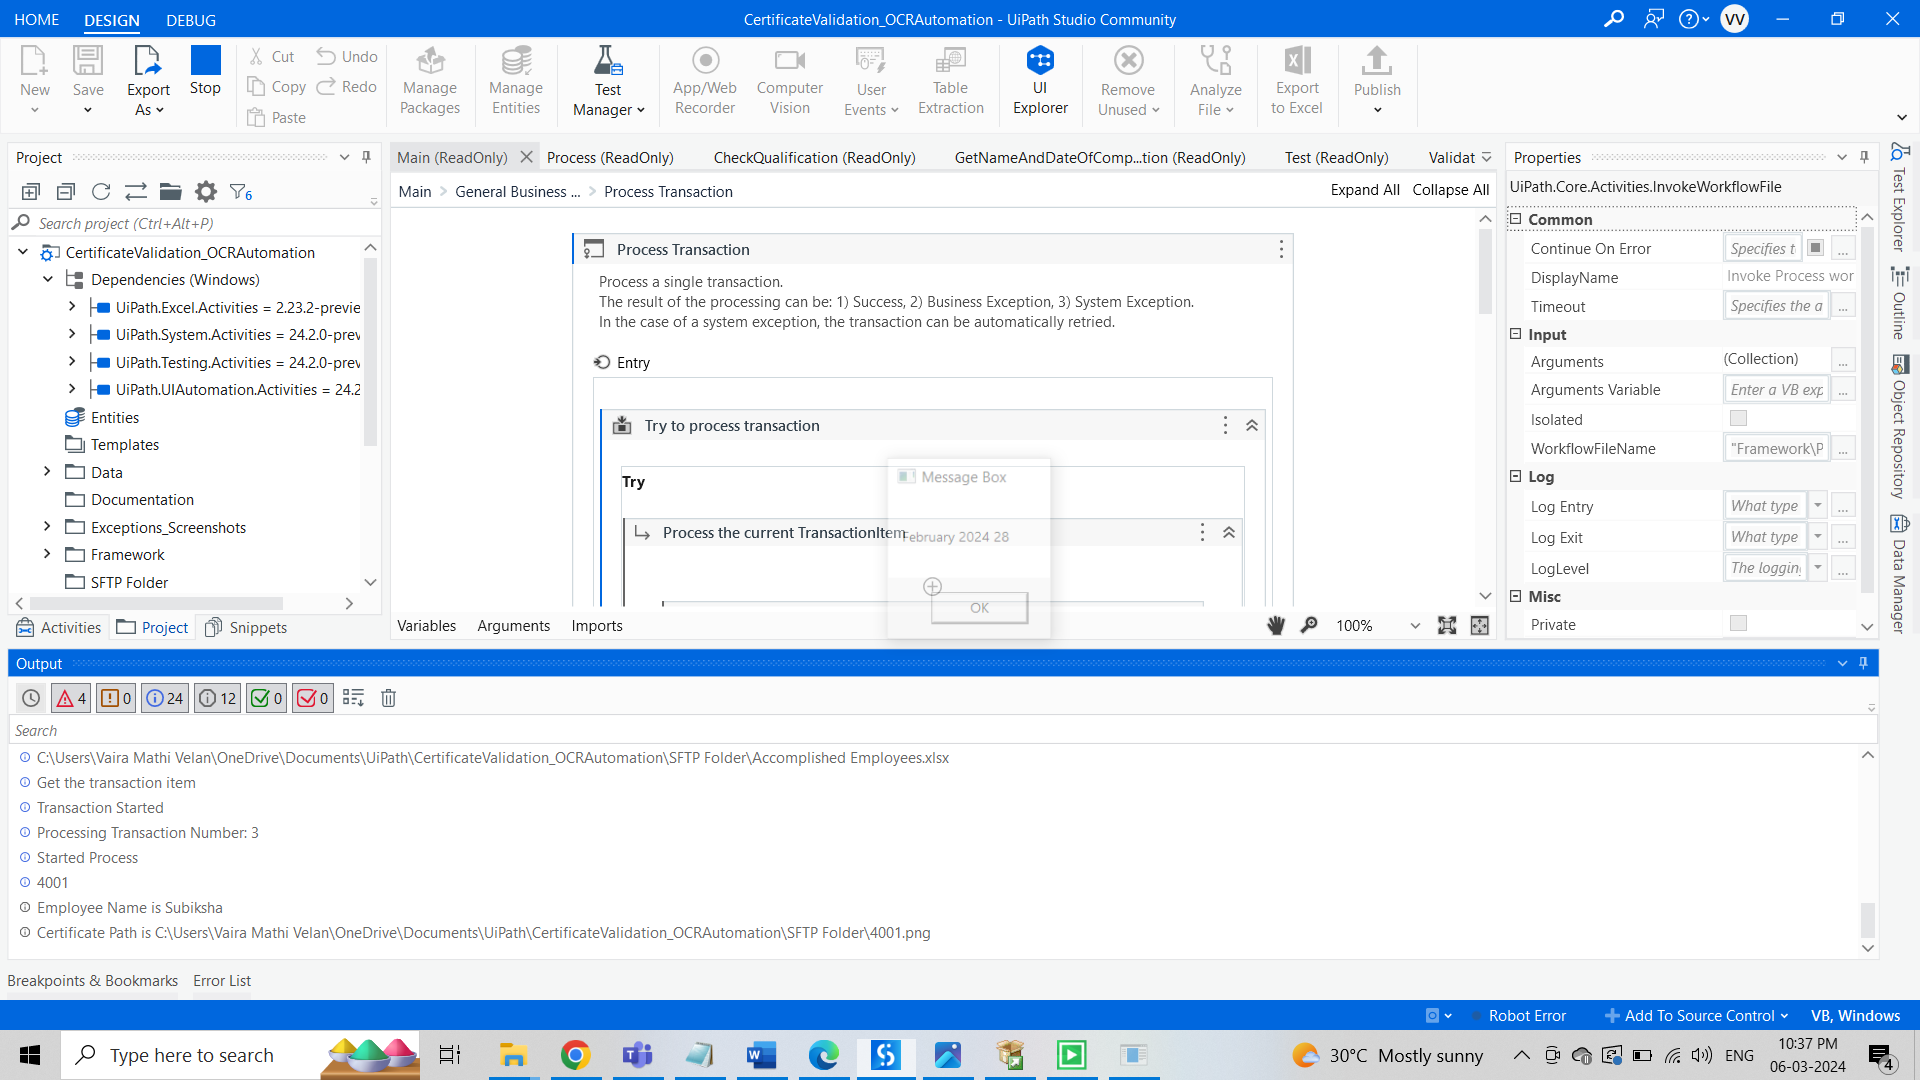 HOME DESIGN DEBUG
CertificateValidation_OCRAutomation - UiPath Studio Community
VV
New
Save
Export As
Stop
Cut
Copy
Paste
Undo
Redo
Manage Packages
Manage Entities
Test Manager
App/Web Recorder
Computer Vision
User Events
Table Extraction
UI Explorer
Remove Unused
Analyze File
Export to Excel
Publish
Project
6
Search project (Ctrl+Alt+P)
CertificateValidation_OCRAutomation
Dependencies (Windows)
UiPath.Excel.Activities = 2.23.2-previe
UiPath.System.Activities = 24.2.0-prev
UiPath.Testing.Activities = 24.2.0-prev
UiPath.UIAutomation.Activities = 24.2
Entities
Templates
Data
Documentation
Exceptions_Screenshots
Framework
SFTP Folder
Activities Project Snippets
Main (ReadOnly) Process (ReadOnly) CheckQualification (ReadOnly) GetNameAndDateOfComp...tion (ReadOnly) Test (ReadOnly) Validat
Main > General Business ... > Process Transaction
Expand All Collapse All
Process Transaction
Process a single transaction.
The result of the processing can be: 1) Success, 2) Business Exception, 3) System Exception.
In the case of a system exception, the transaction can be automatically retried.
Entry
Try to process transaction
Try
Process the current TransactionItem
Message Box
February 2024 28
OK
Variables Arguments Imports
100%
Properties
UiPath.Core.Activities.InvokeWorkflowFile
Common
Continue On Error Specifies t ...
DisplayName Invoke Process wor
Timeout Specifies the a ...
Input
Arguments (Collection) ...
Arguments Variable Enter a VB exp ...
Isolated
WorkflowFileName "Framework\P ...
Log
Log Entry What type ...
Log Exit What type ...
LogLevel The logging ...
Misc
Private
Test Explorer
Outline
Object Repository
Data Manager
Output
4 0 24 12 0 0
Search
C:\Users\Vaira Mathi Velan\OneDrive\Documents\UiPath\CertificateValidation_OCRAutomation\SFTP Folder\Accomplished Employees.xlsx
Get the transaction item
Transaction Started
Processing Transaction Number: 3
Started Process
4001
Employee Name is Subiksha
Certificate Path is C:\Users\Vaira Mathi Velan\OneDrive\Documents\UiPath\CertificateValidation_OCRAutomation\SFTP Folder\4001.png
Breakpoints & Bookmarks Error List
Robot Error Add To Source Control VB, Windows
Type here to search
30°C Mostly sunny
ENG
10:37 PM
06-03-2024
4